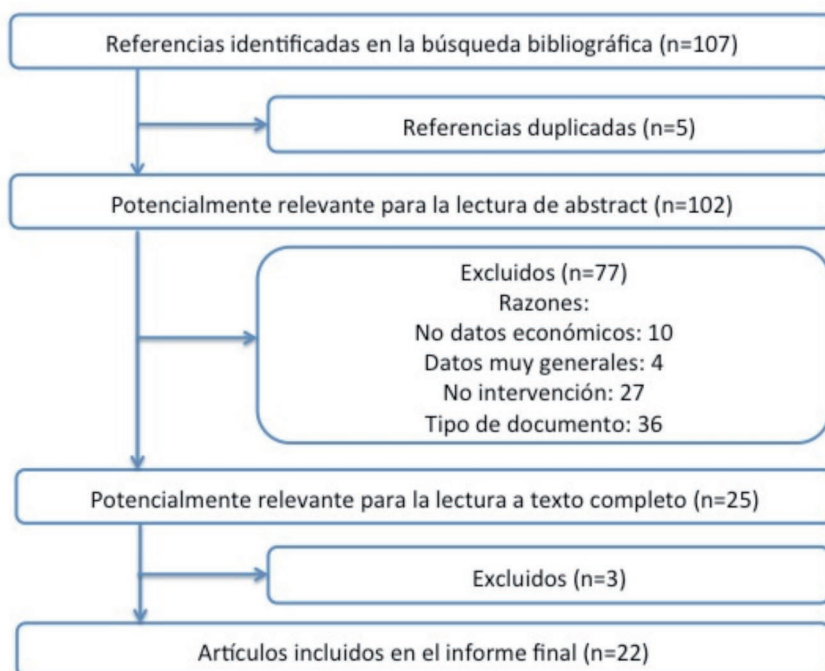 Referencias identificadas en la búsqueda bibliográfica (n=107)
Referencias duplicadas (n=5)
Potencialmente relevante para la lectura de abstract (n=102)
Excluidos (n=77)
Razones:
No datos económicos: 10
Datos muy generales: 4
No intervención: 27
Tipo de documento: 36
Potencialmente relevante para la lectura a texto completo (n=25)
Excluidos (n=3)
Artículos incluidos en el informe final (n=22)